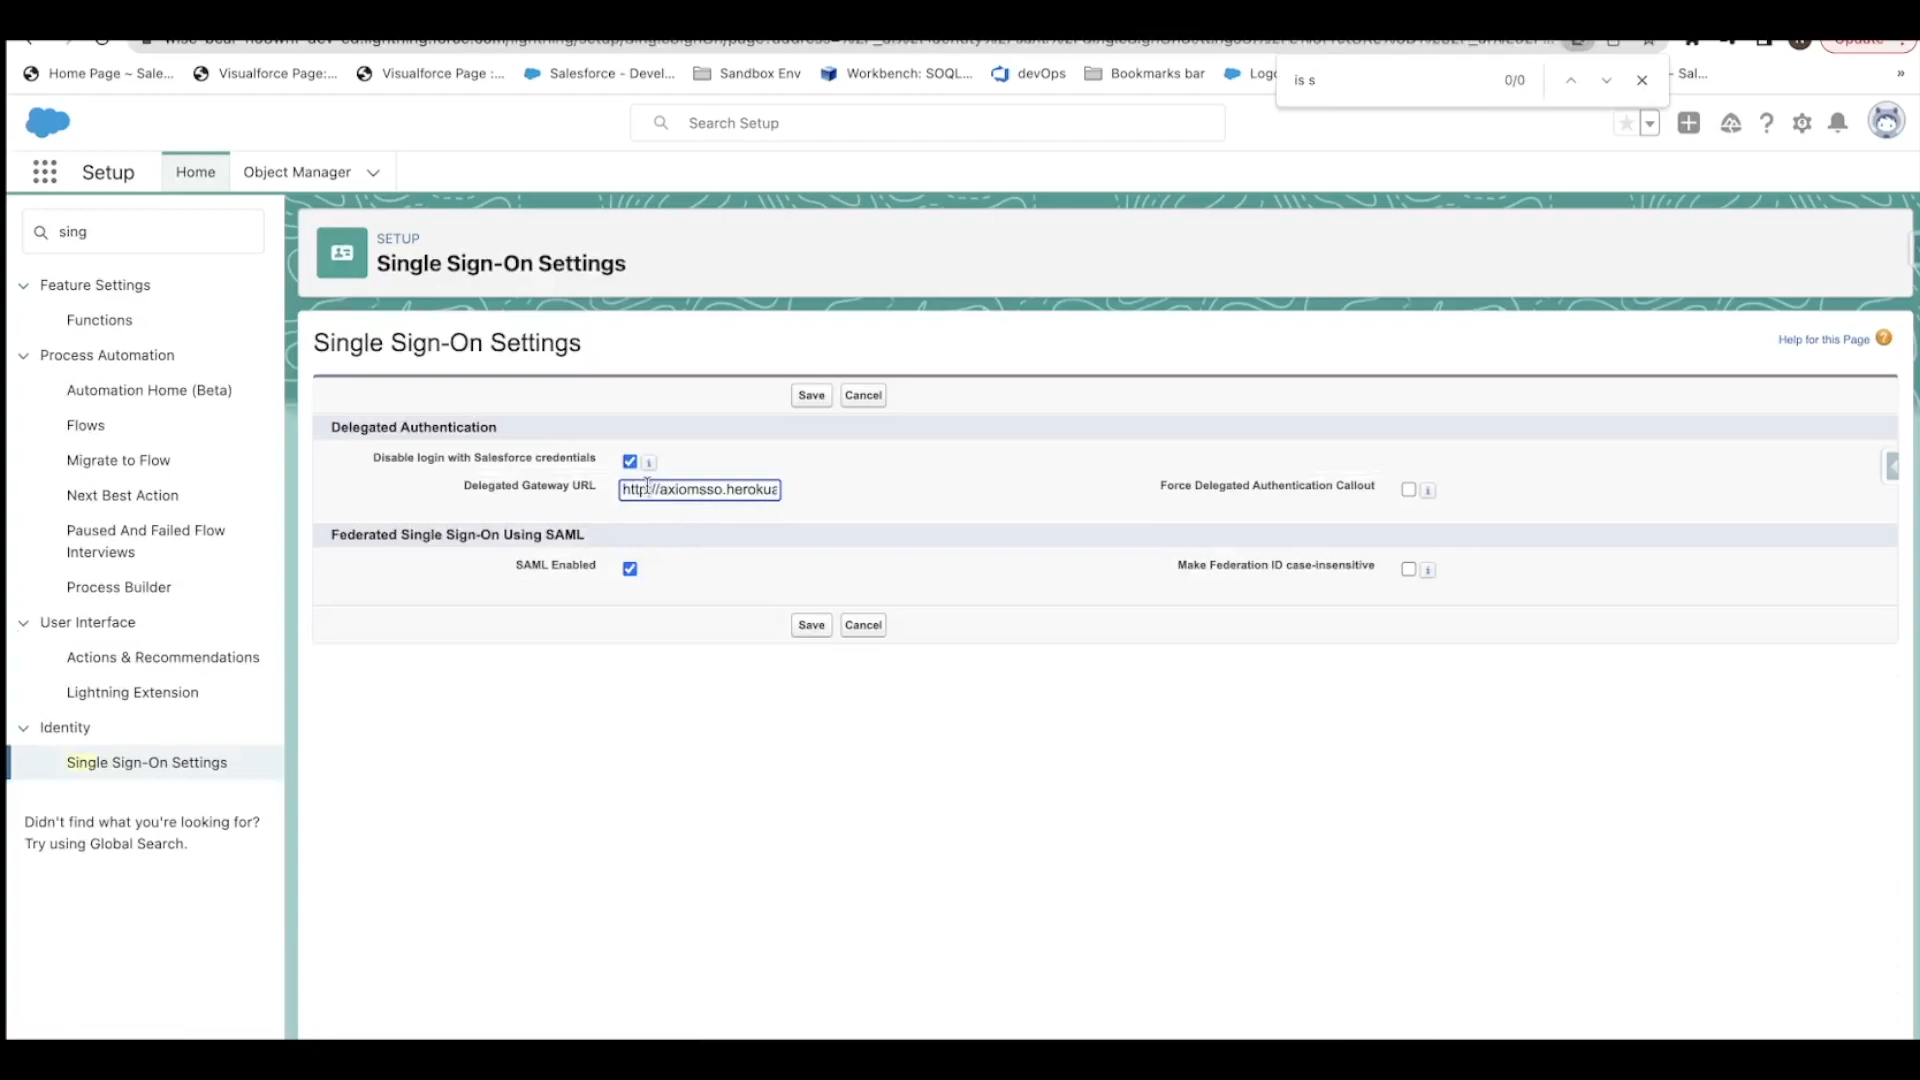 Home Page ~ Sale...
Visualforce Page:...
Visualforce Page :...
Salesforce - Devel...
Sandbox Env
Workbench: SOQL...
devOps
Bookmarks bar
- Sal...
»
is s
0/0
Search Setup
Setup
Home
Object Manager
sing
Feature Settings
Functions
Process Automation
Automation Home (Beta)
Flows
Migrate to Flow
Next Best Action
Paused And Failed Flow
Interviews
Process Builder
User Interface
Actions & Recommendations
Lightning Extension
Identity
Single Sign-On Settings
Didn't find what you're looking for?
Try using Global Search.
SETUP
Single Sign-On Settings
Single Sign-On Settings
Help for this Page
Save Cancel
Delegated Authentication
Disable login with Salesforce credentials
Delegated Gateway URL
http://axiomsso.heroku
Force Delegated Authentication Callout
Federated Single Sign-On Using SAML
SAML Enabled
Make Federation ID case-insensitive
Save Cancel